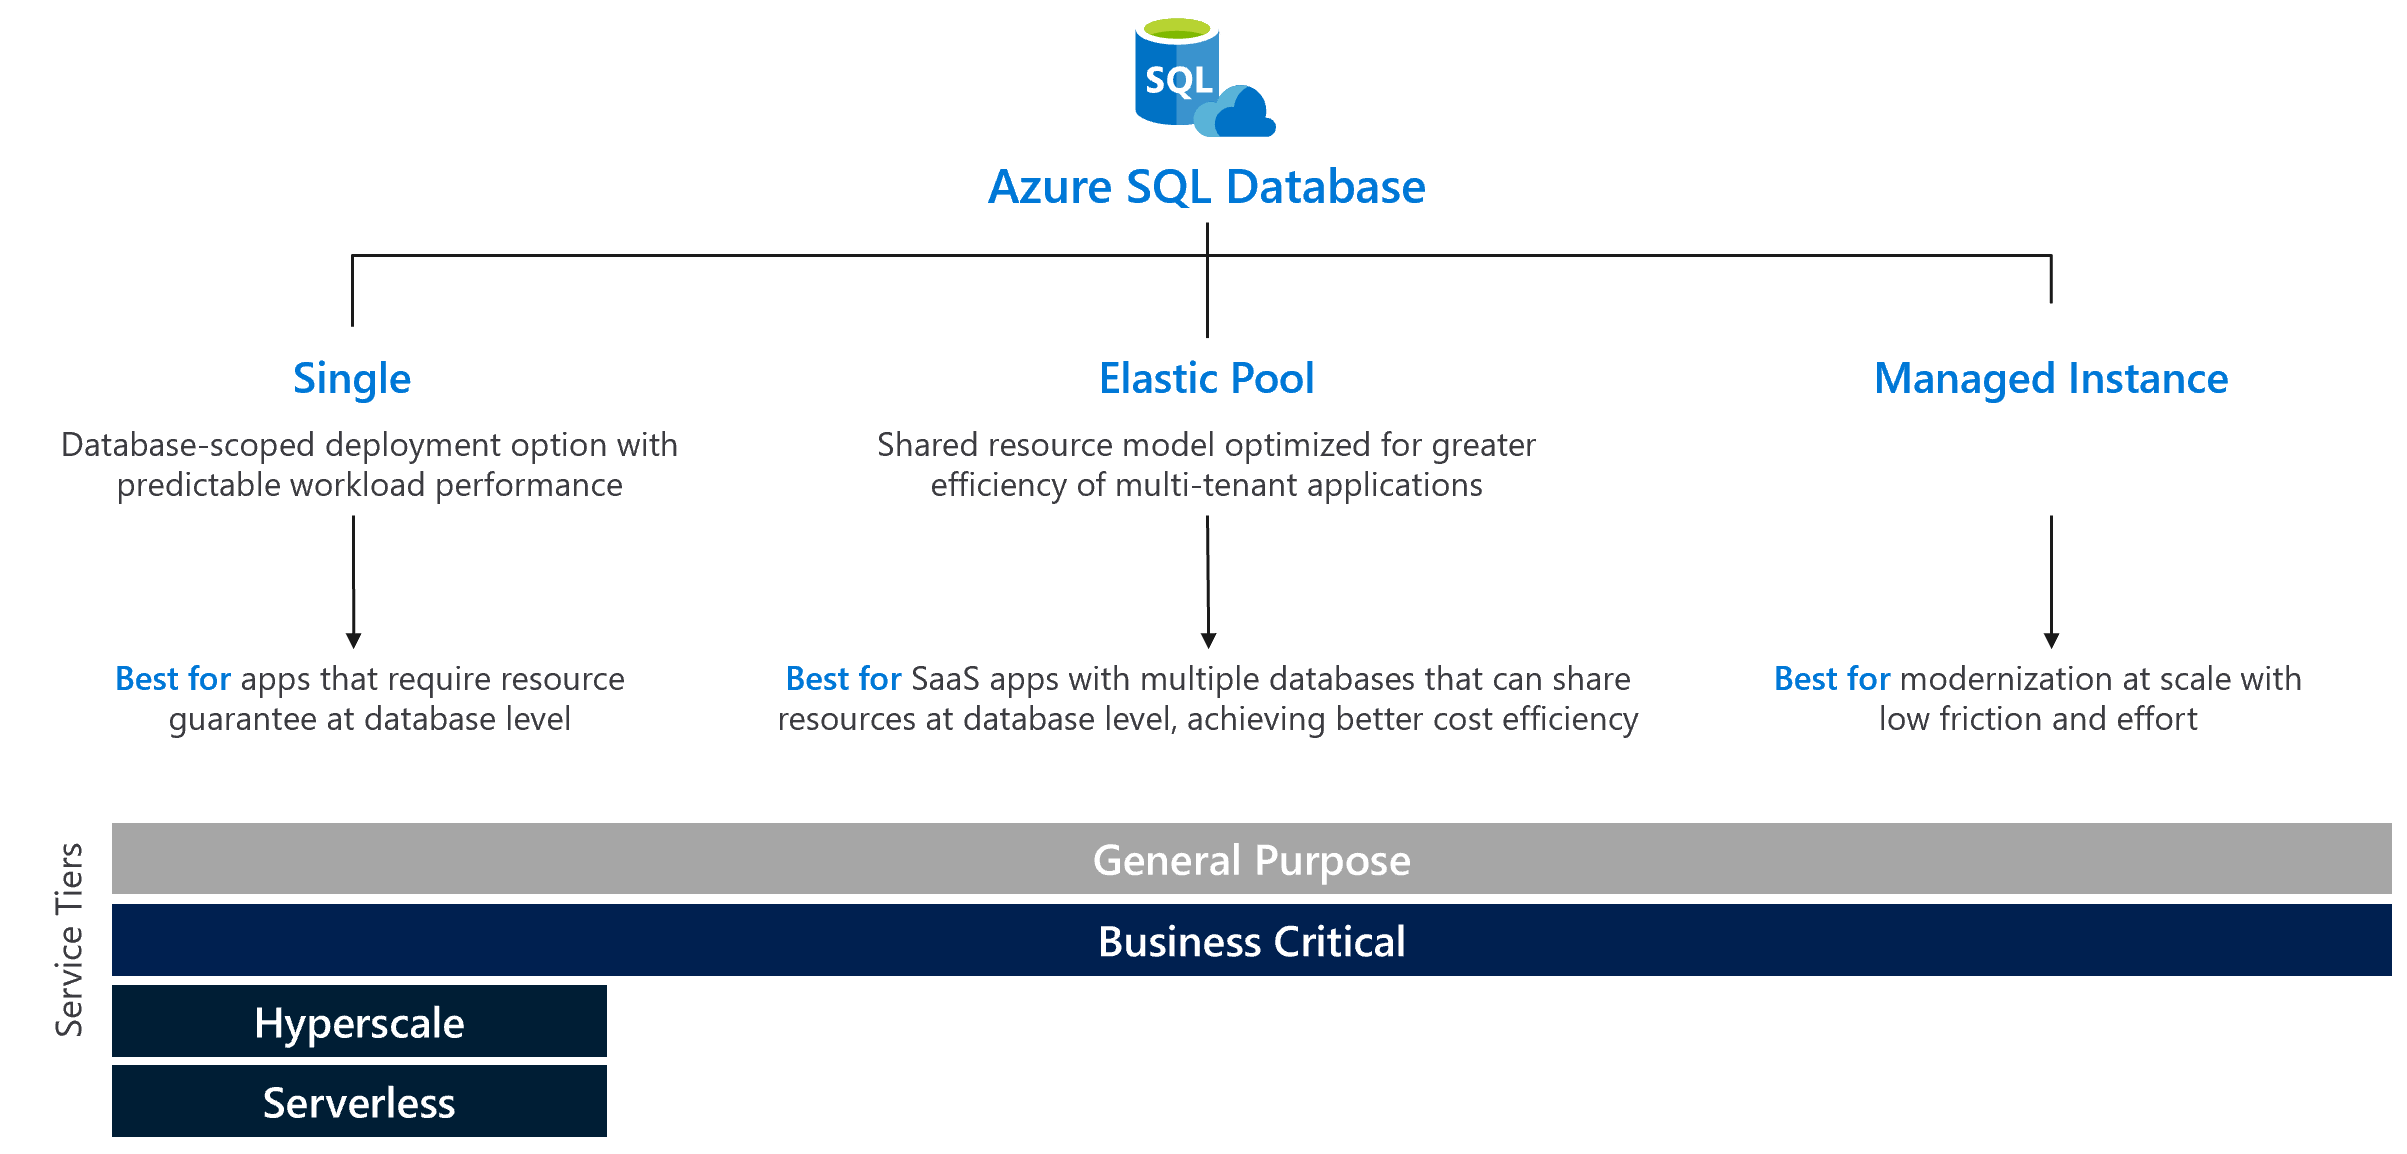 SQL
Azure SQL Database
Single
Database-scoped deployment option with
predictable workload performance
Best for apps that require resource
guarantee at database level
Elastic Pool
Shared resource model optimized for greater
efficiency of multi-tenant applications
Best for SaaS apps with multiple databases that can share
resources at database level, achieving better cost efficiency
Managed Instance
Best for modernization at scale with
low friction and effort
Service Tiers
General Purpose
Business Critical
Hyperscale
Serverless